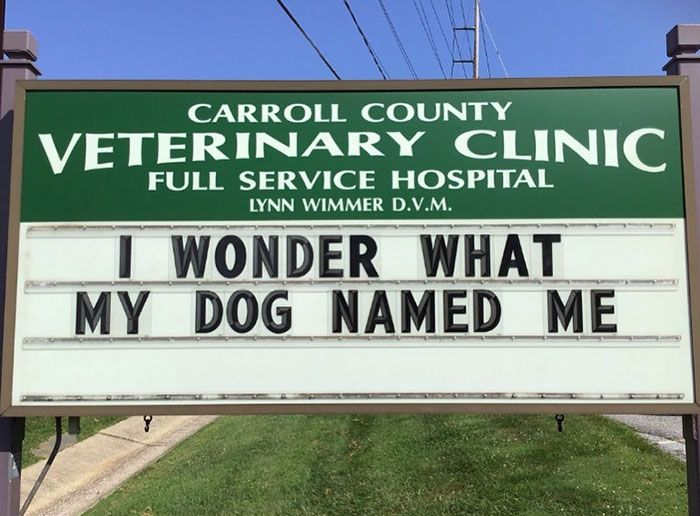 CARROLL COUNTY
VETERINARY CLINIC
FULL SERVICE HOSPITAL
LYNN WIMMER D.V.M.
I WONDER WHAT
MY DOG NAMED ME